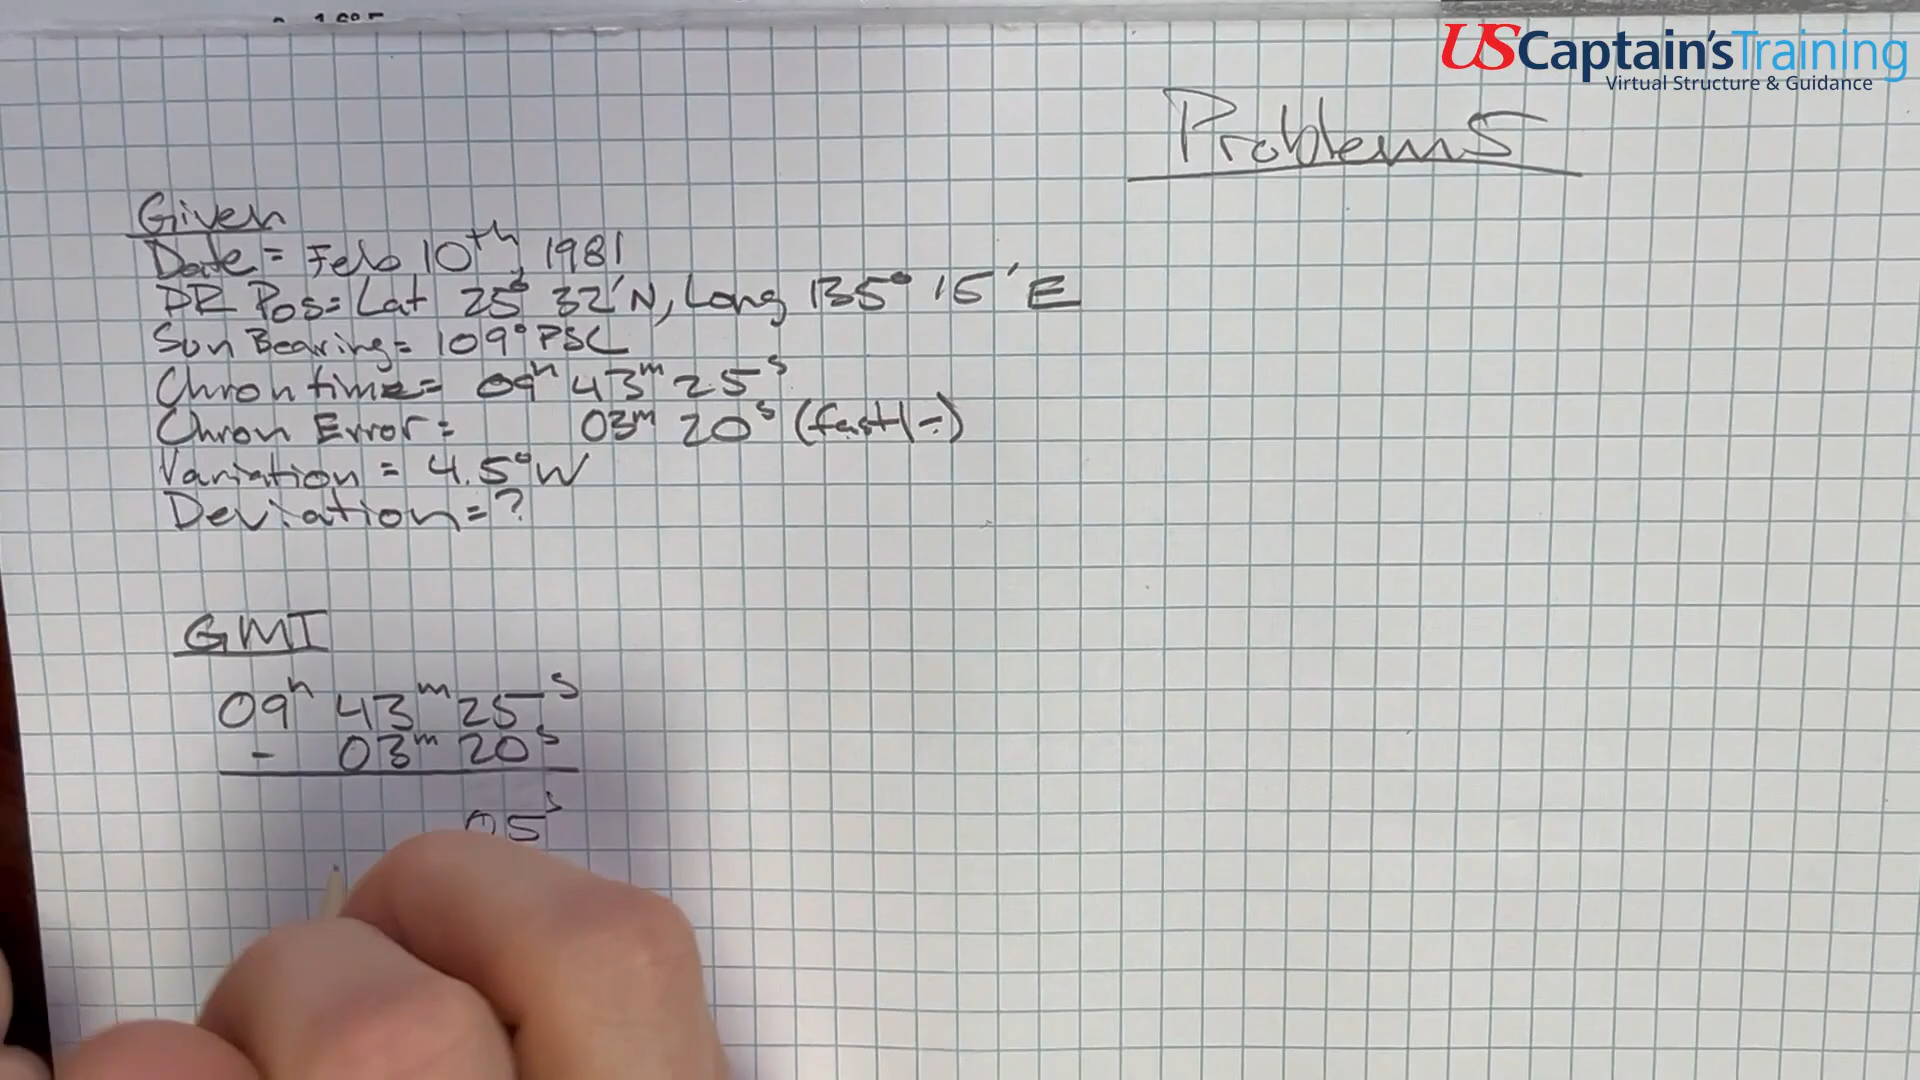 USCaptain'sTraining
Virtual Structure & Guidance
Problem 5
Given
Date = Feb 10th, 1981
DR Pos = Lat 25° 32' N, Long 135° 15' E
Sun Bearing = 109° PSC
Chron time = 09h 43m 25s
Chron Error = 03m 20s (fast/-)
Variation = 4.5° W
Deviation = ?
GMT
09h 43m 25s
- 03m 20s
05s